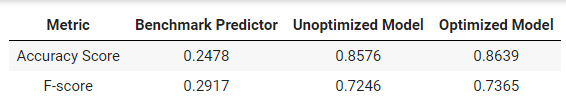 Metric Benchmark Predictor Unoptimized Model Optimized Model
Accuracy Score 0.2478 0.8576 0.8639
F-score 0.2917 0.7246 0.7365